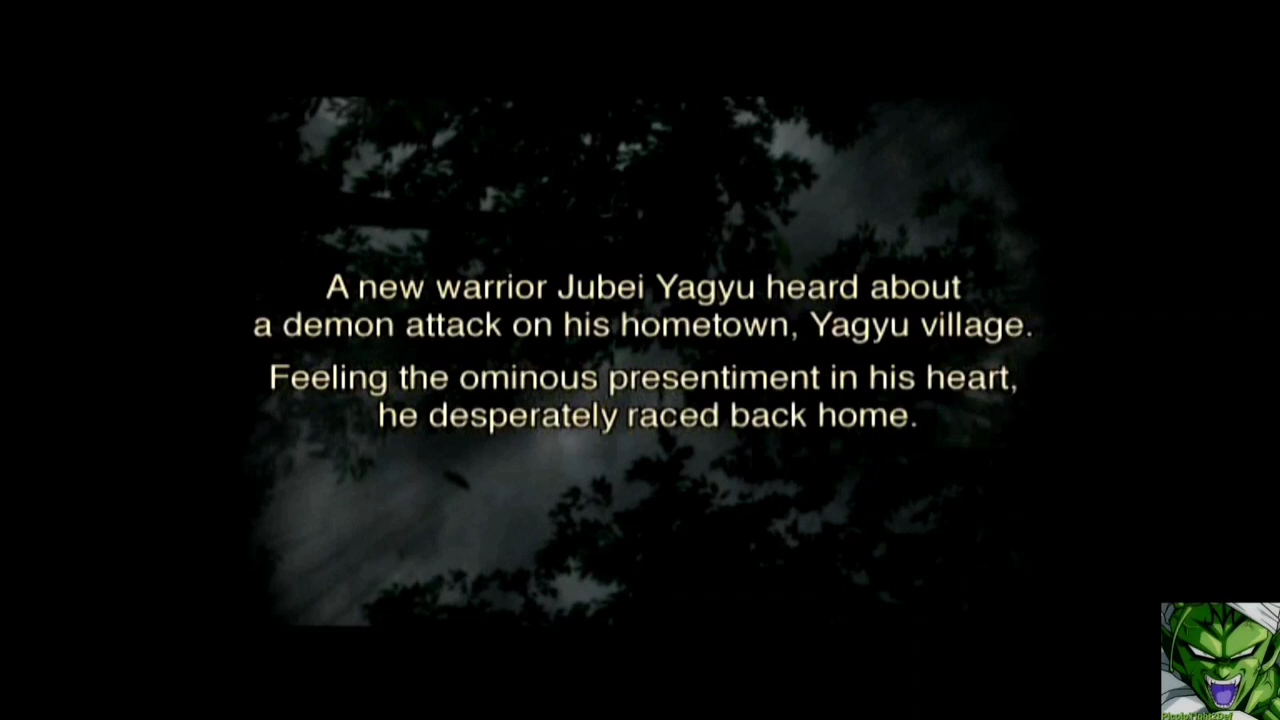 A new warrior Jubei Yagyu heard about
a demon attack on his hometown, Yagyu village.
Feeling the ominous presentiment in his heart,
he desperately raced back home.